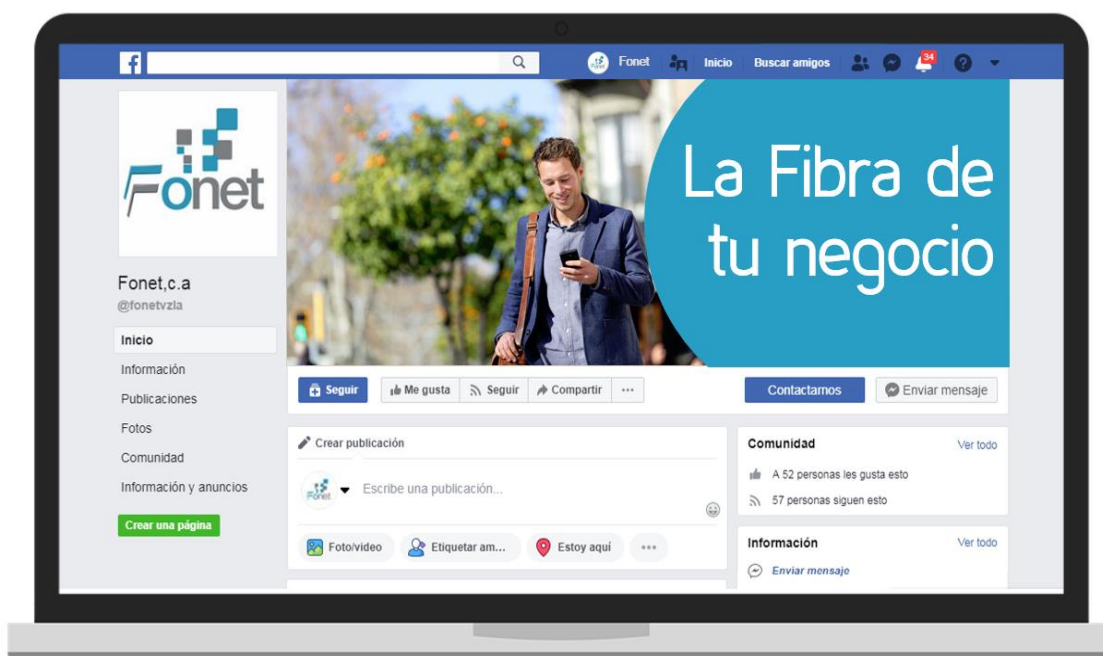 34
Fonet
Inicio
Buscar amigos
Fonet
La Fibra de
tu negocio
Fonet,c.a
@fonetvzla
Inicio
Información
Publicaciones
Fotos
Comunidad
Información y anuncios
Crear una página
Seguir
Me gusta
Seguir
Compartir
Contactarnos
Enviar mensaje
Crear publicación
Fonet
Escribe una publicación...
Foto/video
Etiquetar am...
Estoy aquí
Comunidad
Ver todo
A 52 personas les gusta esto
57 personas siguen esto
Información
Ver todo
Enviar mensaje